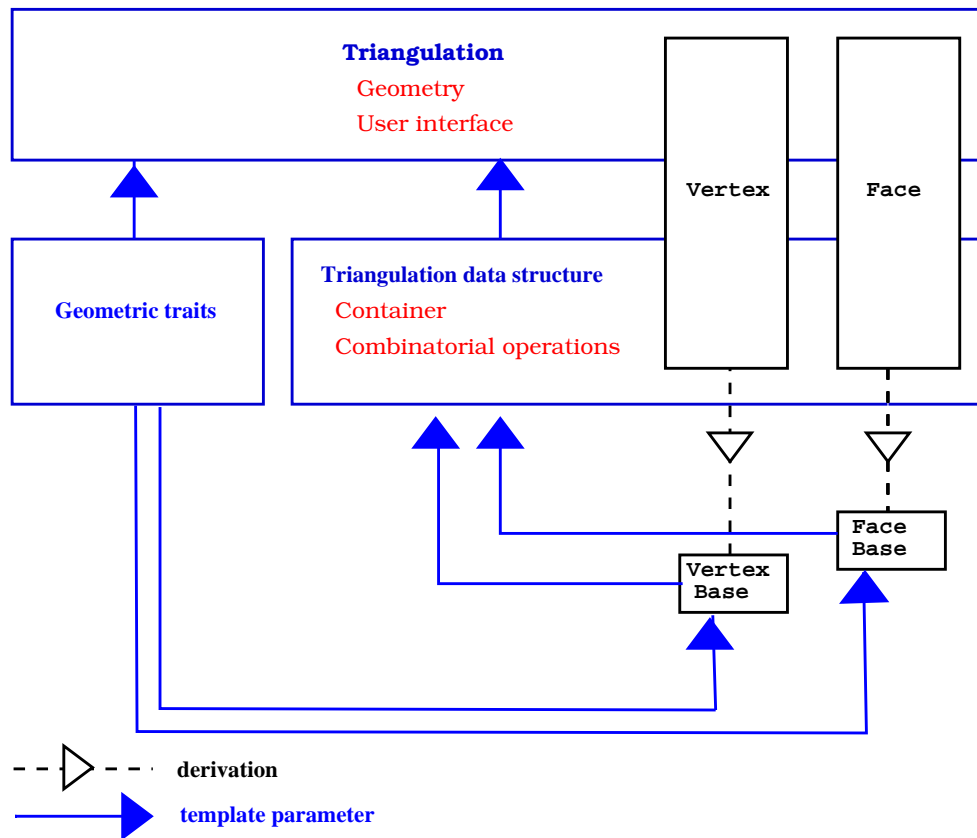 Triangulation
Geometry
User interface
Vertex
Face
Geometric traits
Triangulation data structure
Container
Combinatorial operations
Face
Base
Vertex
Base
derivation
template parameter